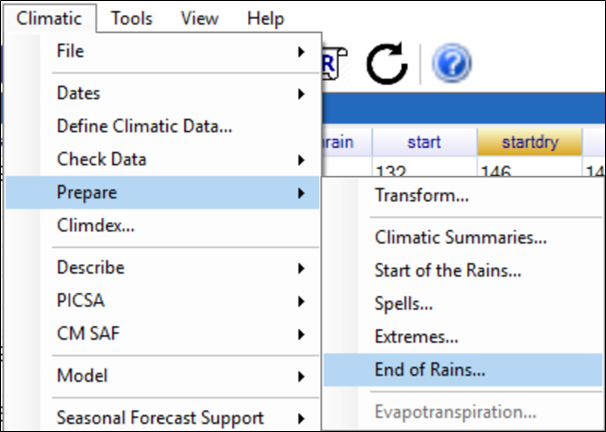 Climatic Tools View Help
File
R
Dates
Define Climatic Data...
rain start startdry
Check Data
132 146 14
Prepare
Transform...
Climdex...
Climatic Summaries...
Describe
Start of the Rains...
PICSA
Spells...
CM SAF
Extremes...
Model
End of Rains...
Seasonal Forecast Support
Evapotranspiration...